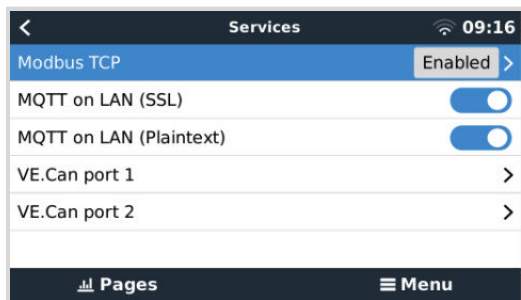 Services 09:16
Modbus TCP Enabled
MQTT on LAN (SSL)
MQTT on LAN (Plaintext)
VE.Can port 1
VE.Can port 2
Pages Menu